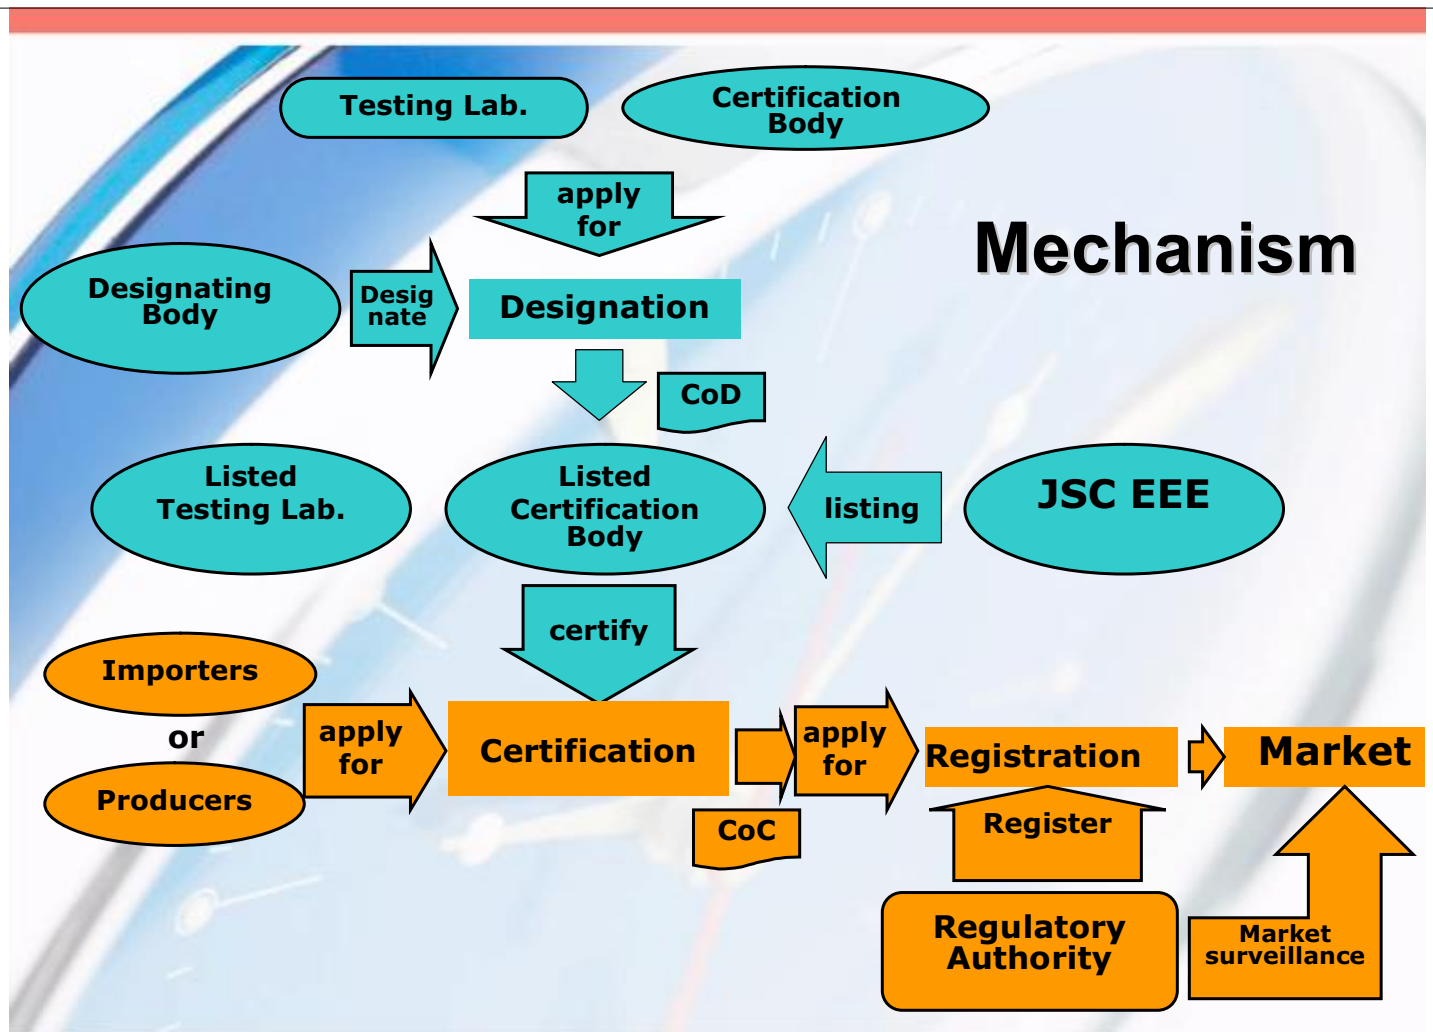 Testing Lab.
Certification
Body
apply
for
Mechanism
Designating
Body
Desig
nate
Designation
CoD
Listed
Testing Lab.
Listed
Certification
Body
listing
JSC EEE
certify
Importers
or
Producers
apply
for
Certification
CoC
apply
for
Registration
Market
Register
Regulatory
Authority
Market
surveillance